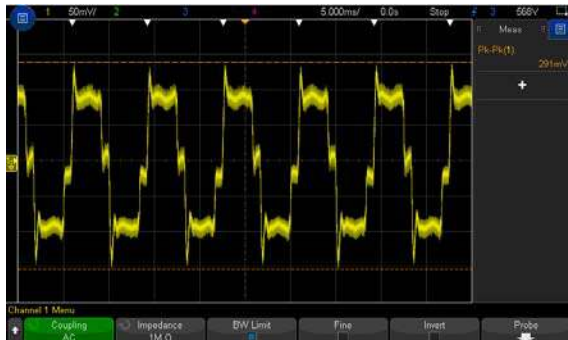 1 50mV/ 2 3 4 5.000ms/ 0.0s Stop 3 568V
Meas
Pk-Pk(1)
291mV
+
Channel 1 Menu
Coupling
AC
Impedance
1M Ω
BW Limit
Fine
Invert
Probe